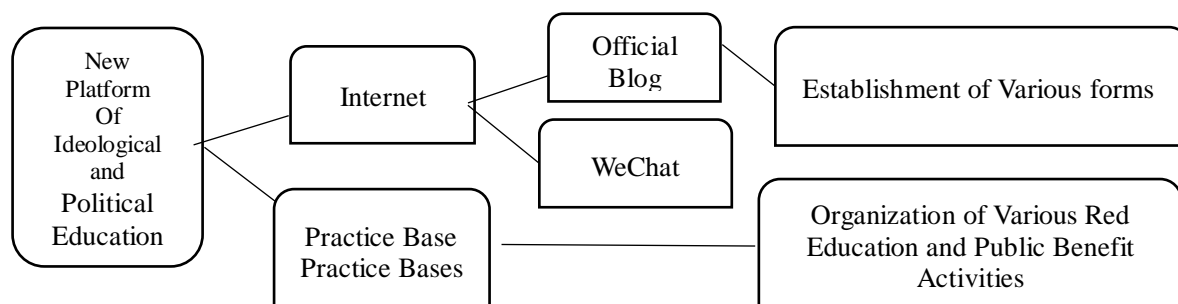 New
Platform
Of
Ideological
and
Political
Education
Internet
Official
Blog
WeChat
Establishment of Various forms
Practice Base
Practice Bases
Organization of Various Red
Education and Public Benefit
Activities